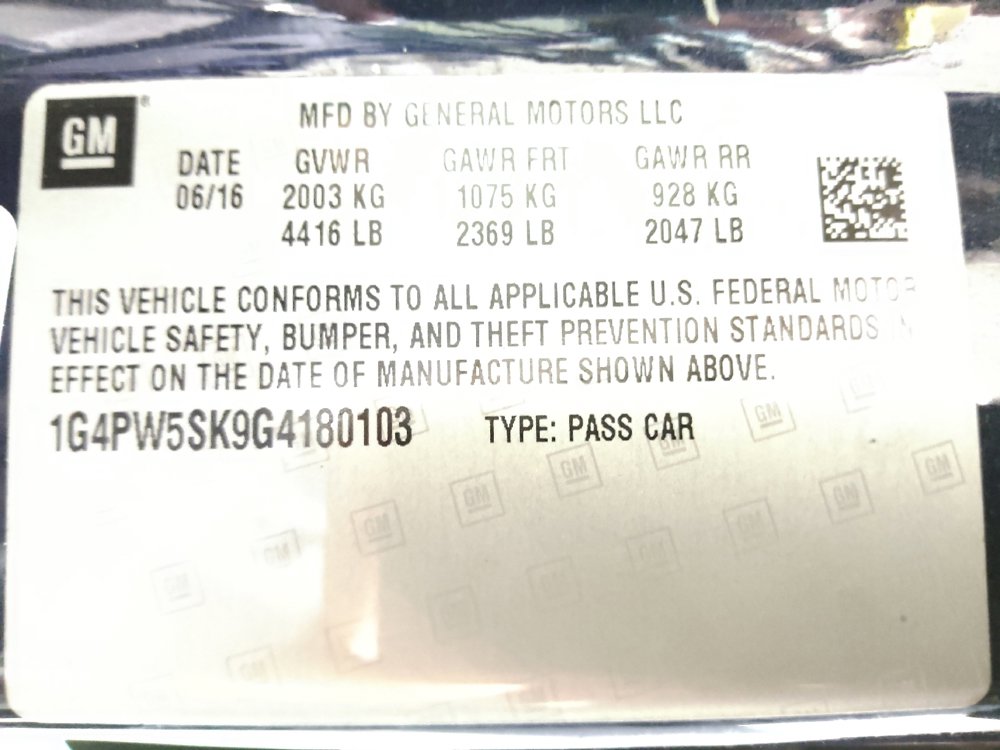 GM®
MFD BY GENERAL MOTORS LLC
DATE GVWR GAWR FRT GAWR RR
06/16 2003 KG 1075 KG 928 KG
4416 LB 2369 LB 2047 LB
THIS VEHICLE CONFORMS TO ALL APPLICABLE U.S. FEDERAL MOTOR
VEHICLE SAFETY, BUMPER, AND THEFT PREVENTION STANDARDS IN
EFFECT ON THE DATE OF MANUFACTURE SHOWN ABOVE.
1G4PW5SK9G4180103 TYPE: PASS CAR